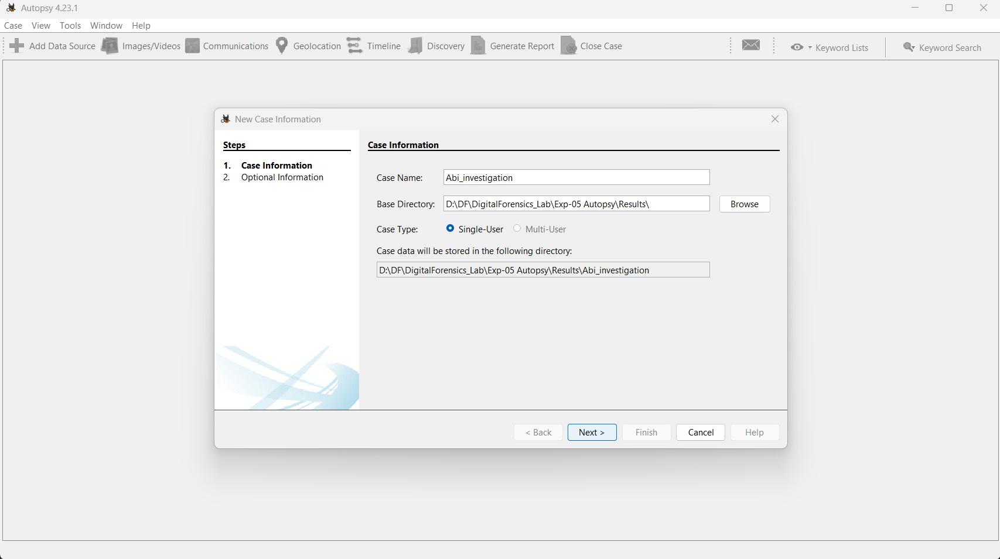 Autopsy 4.23.1
Case View Tools Window Help
Add Data Source Images/Videos Communications Geolocation Timeline Discovery Generate Report Close Case Keyword Lists Keyword Search
New Case Information
Steps
1. Case Information
2. Optional Information
Case Information
Case Name: Abi_investigation
Base Directory: D:\DF\DigitalForensics_Lab\Exp-05 Autopsy\Results\ Browse
Case Type: Single-User Multi-User
Case data will be stored in the following directory:
D:\DF\DigitalForensics_Lab\Exp-05 Autopsy\Results\Abi_investigation
< Back Next > Finish Cancel Help